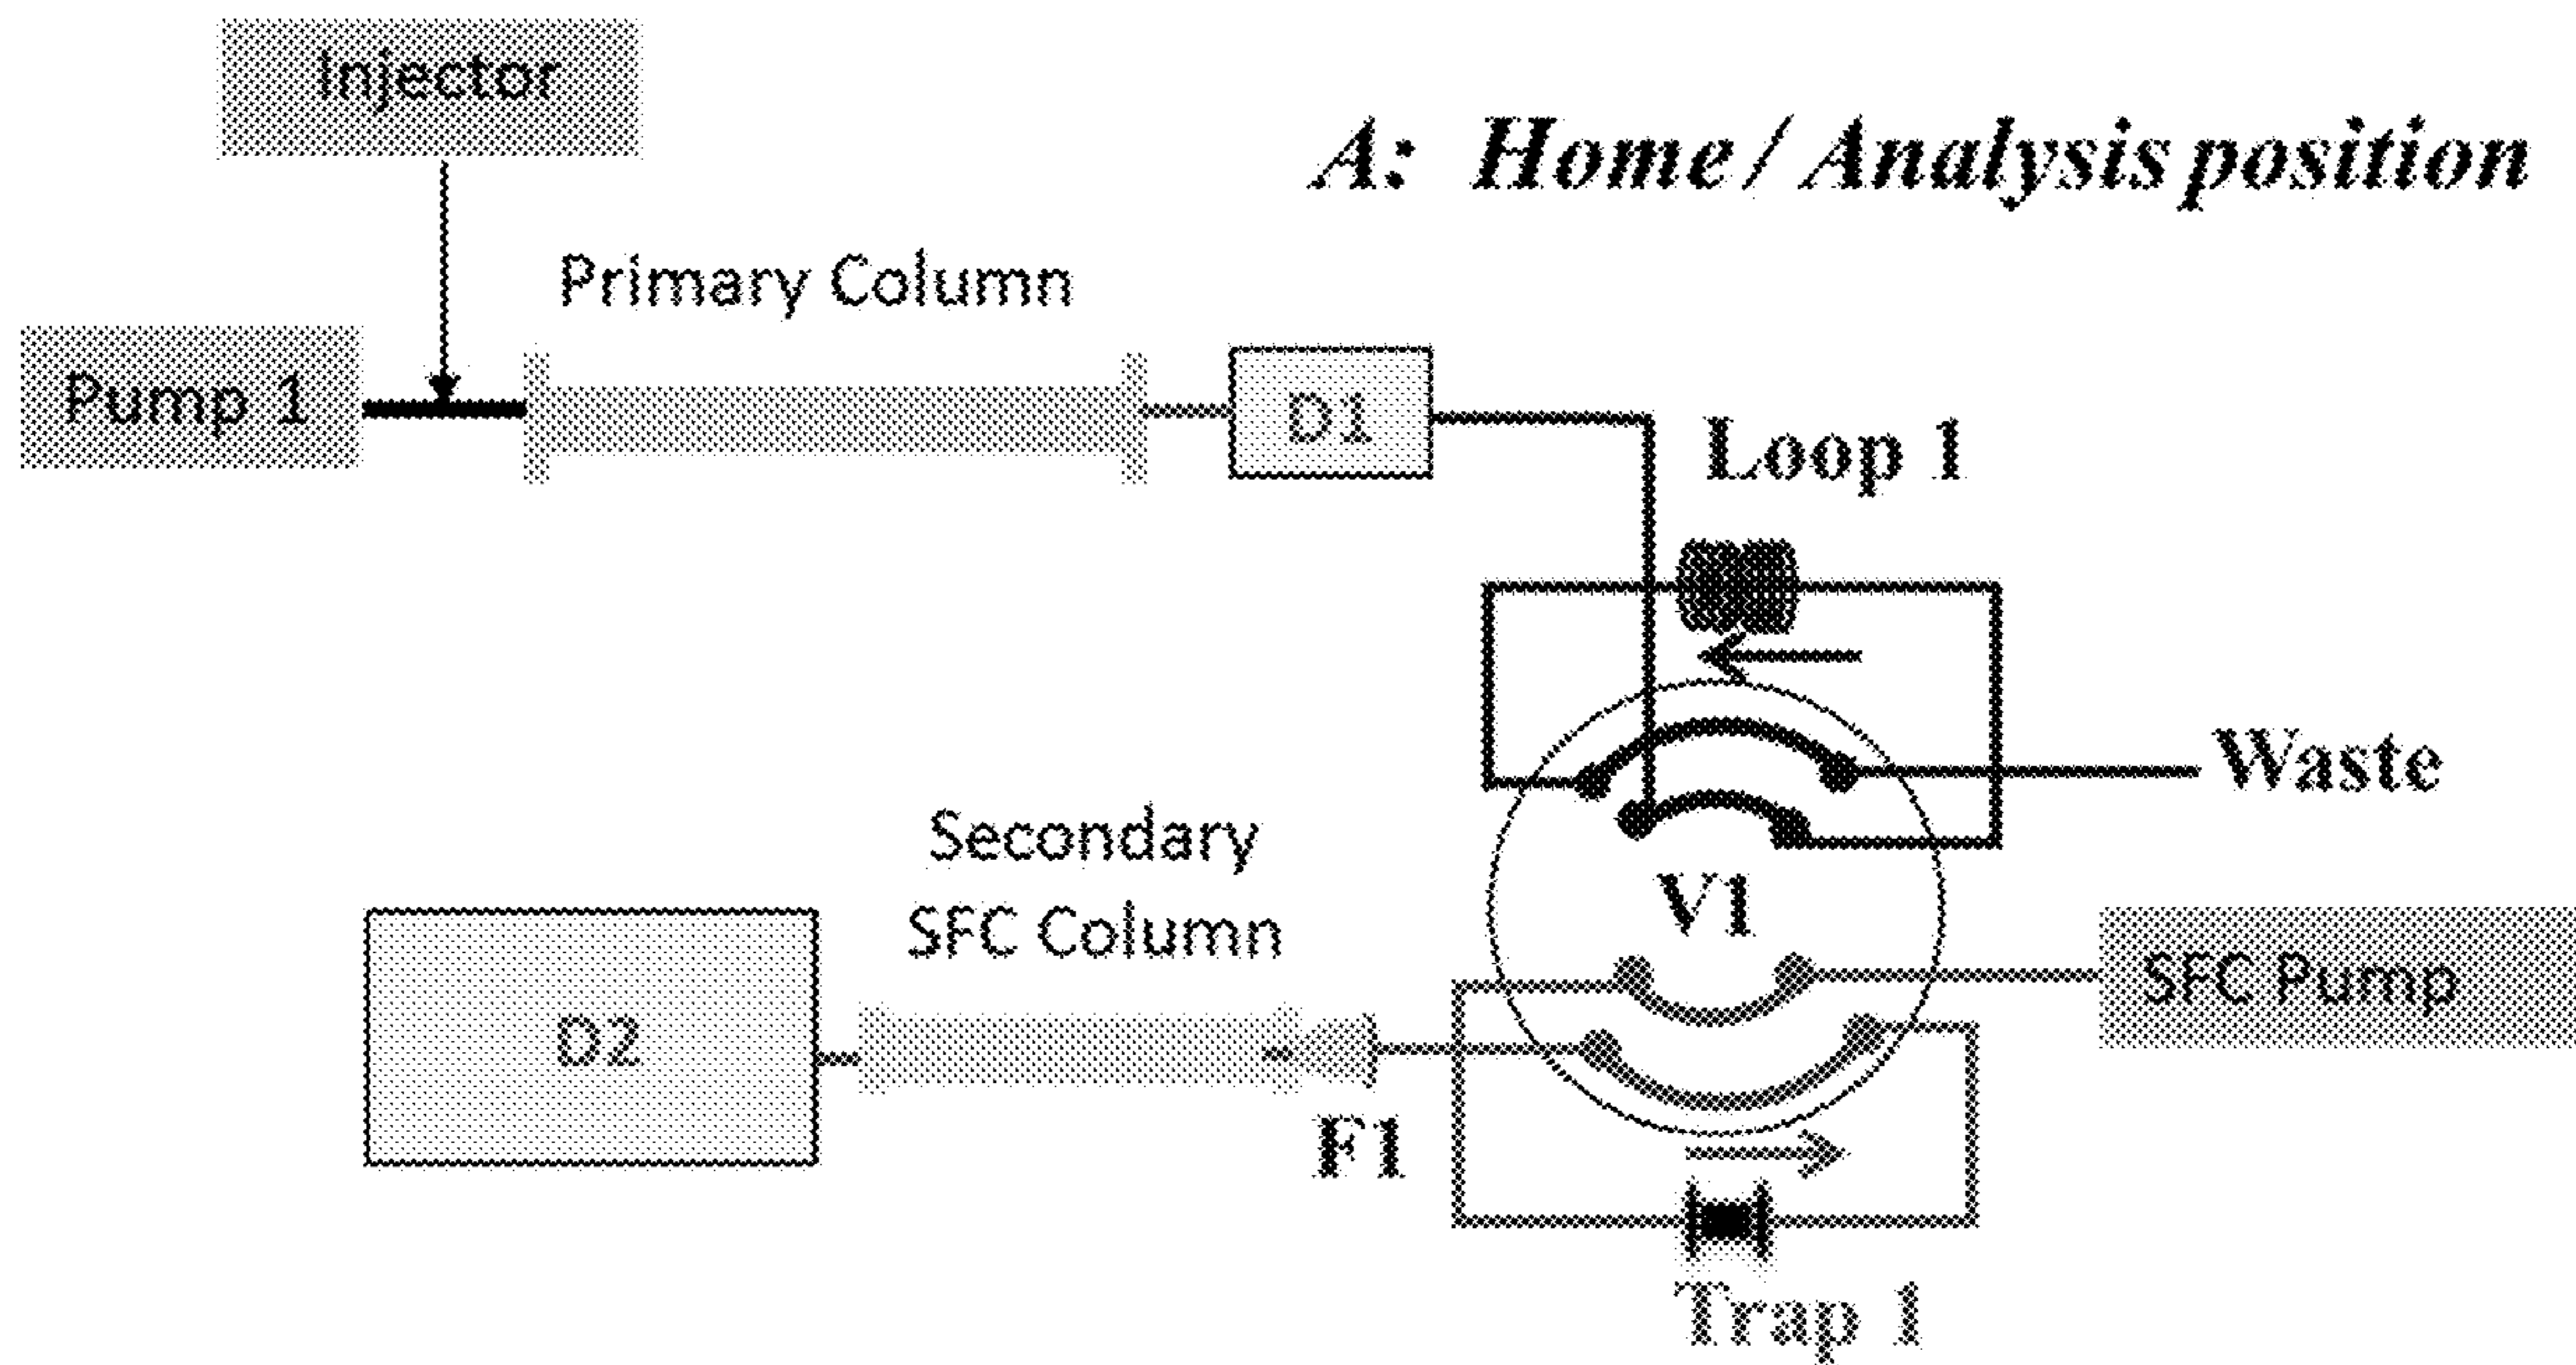 Injector
A: Home / Analysis position
Primary Column
Pump 1
D1
Loop 1
Waste
Secondary
SFC Column
V1
SFC Pump
D2
F1
Trap 1